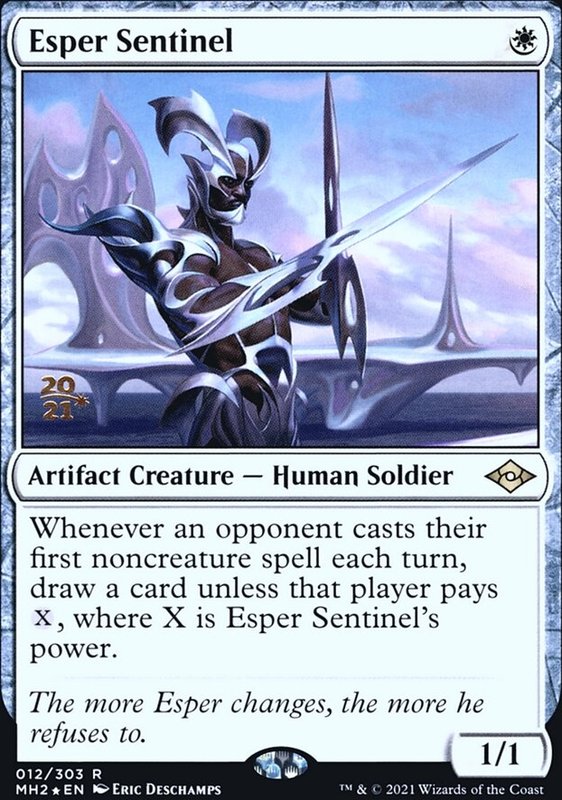 Esper Sentinel
20
21
Artifact Creature — Human Soldier
Whenever an opponent casts their
first noncreature spell each turn,
draw a card unless that player pays
X, where X is Esper Sentinel's
power.
The more Esper changes, the more he
refuses to.
1/1
012/303 R
MH2★EN Eric Deschamps
™ & © 2021 Wizards of the Coast